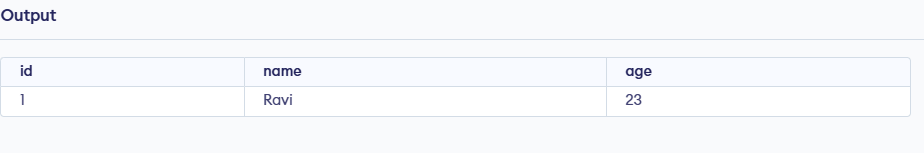 Output
id name age
1 Ravi 23